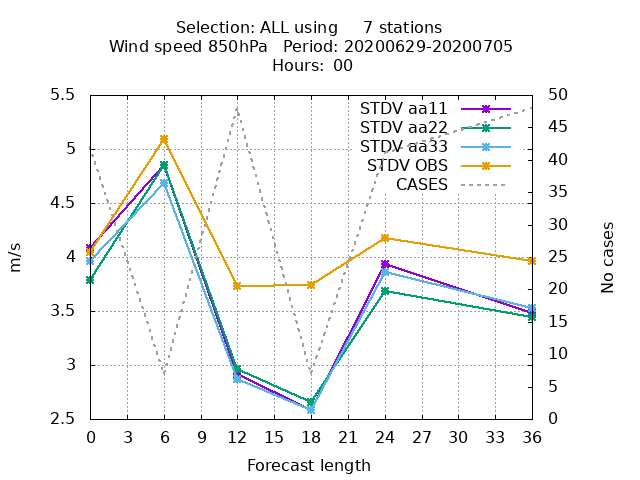 Selection: ALL using 7 stations
Wind speed 850hPa Period: 20200629-20200705
Hours: 00
5.5
5
4.5
4
3.5
3
2.5
m/s
STDV aa11
STDV aa22
STDV aa33
STDV OBS
CASES
50
45
40
35
30
25
20
15
10
5
0
No cases
0 3 6 9 12 15 18 21 24 27 30 33 36
Forecast length